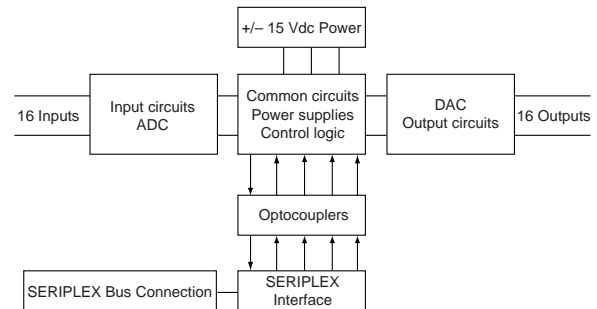 +/– 15 Vdc Power
16 Inputs
Input circuits
ADC
Common circuits
Power supplies
Control logic
DAC
Output circuits
16 Outputs
Optocouplers
SERIPLEX Bus Connection
SERIPLEX
Interface